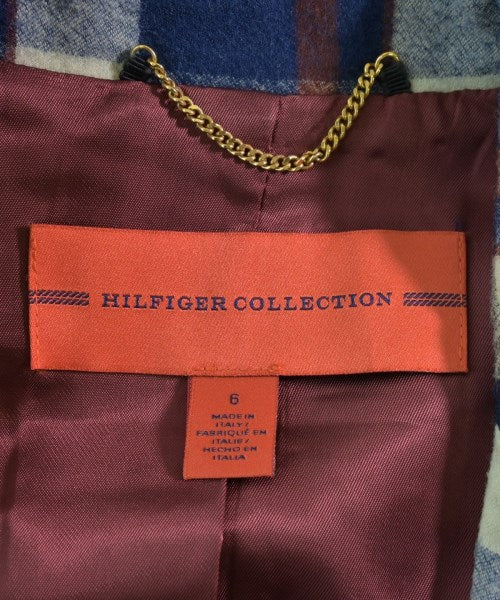 HILFIGER COLLECTION
6
MADE IN
ITALY/
FABRIQUÉ EN
ITALIE/
HECHO EN
ITALIA